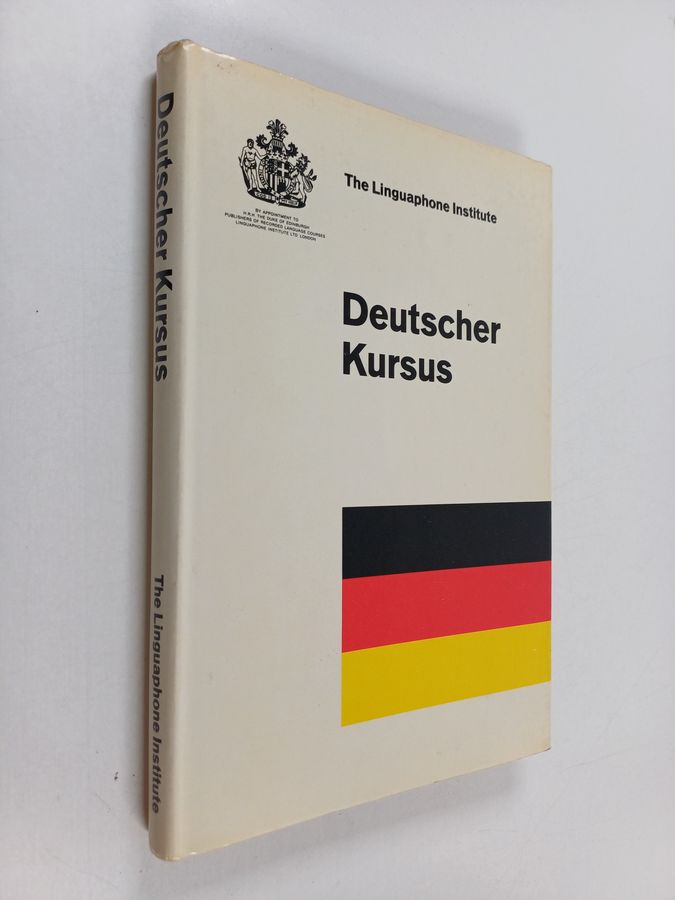 Deutscher Kursus
The Linguaphone Institute
BY APPOINTMENT TO
H.R.H. THE DUKE OF EDINBURGH
PUBLISHERS OF RECORDED LANGUAGE COURSES
LINGUAPHONE INSTITUTE LTD. LONDON
The Linguaphone Institute
Deutscher
Kursus